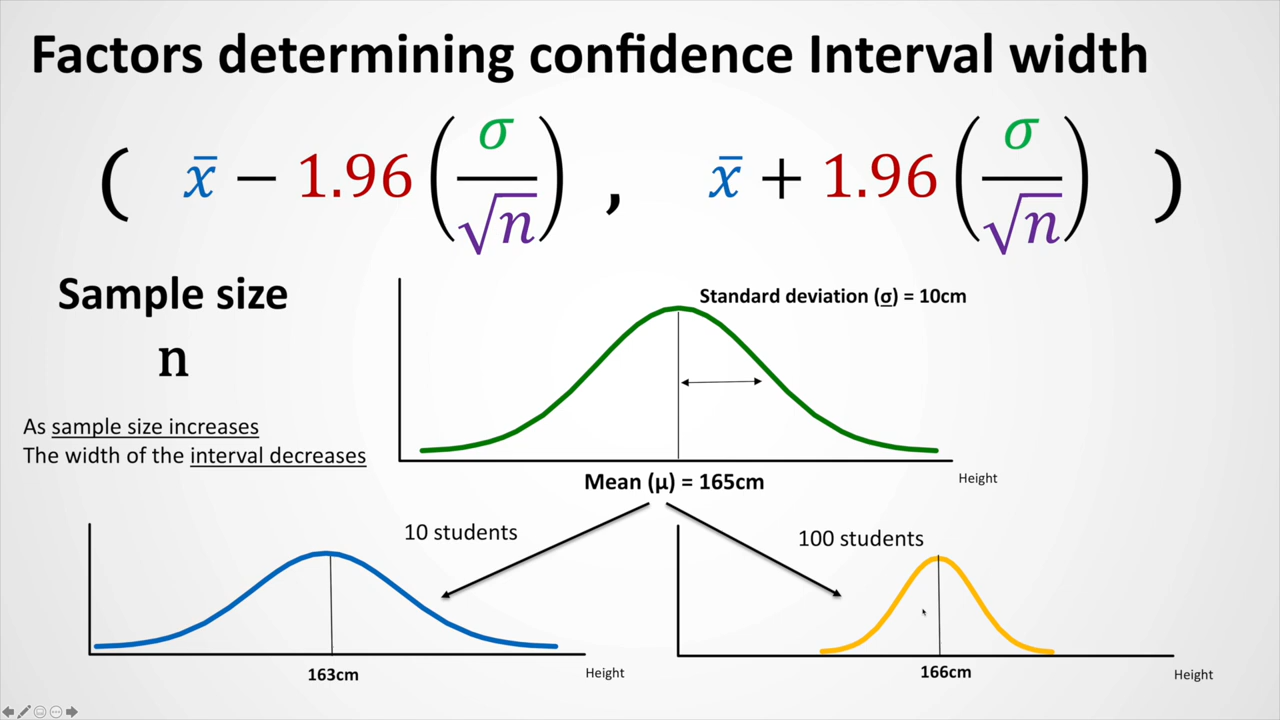 Factors determining confidence Interval width
( x̄ − 1.96 (σ/√n) , x̄ + 1.96 (σ/√n) )
Sample size
n
As sample size increases
The width of the interval decreases
Standard deviation (σ) = 10cm
Height
Mean (μ) = 165cm
10 students
163cm
Height
100 students
166cm
Height